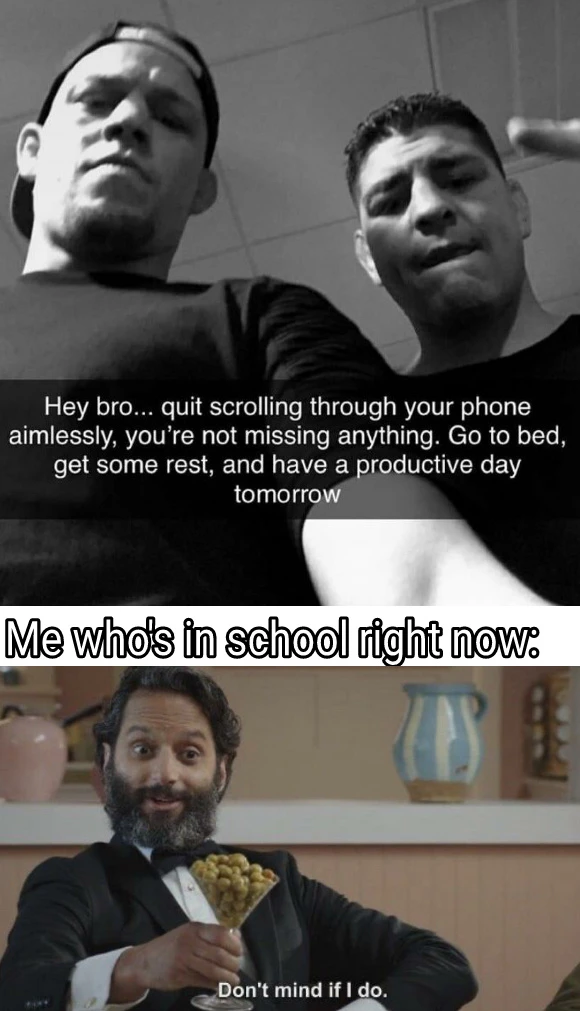 Hey bro... quit scrolling through your phone
aimlessly, you're not missing anything. Go to bed,
get some rest, and have a productive day
tomorrow
Me who's in school right now:
Don't mind if I do.